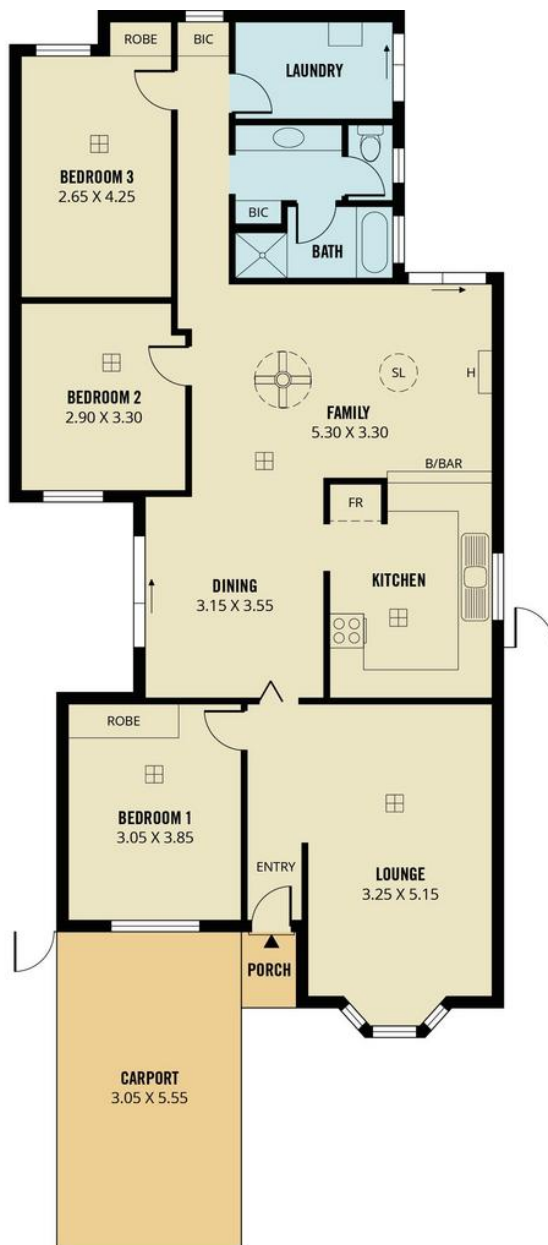 ROBE
BIC
LAUNDRY
BEDROOM 3
2.65 X 4.25
BIC
BATH
BEDROOM 2
2.90 X 3.30
SL
H
FAMILY
5.30 X 3.30
B/BAR
FR
DINING
3.15 X 3.55
KITCHEN
ROBE
BEDROOM 1
3.05 X 3.85
ENTRY
LOUNGE
3.25 X 5.15
PORCH
CARPORT
3.05 X 5.55